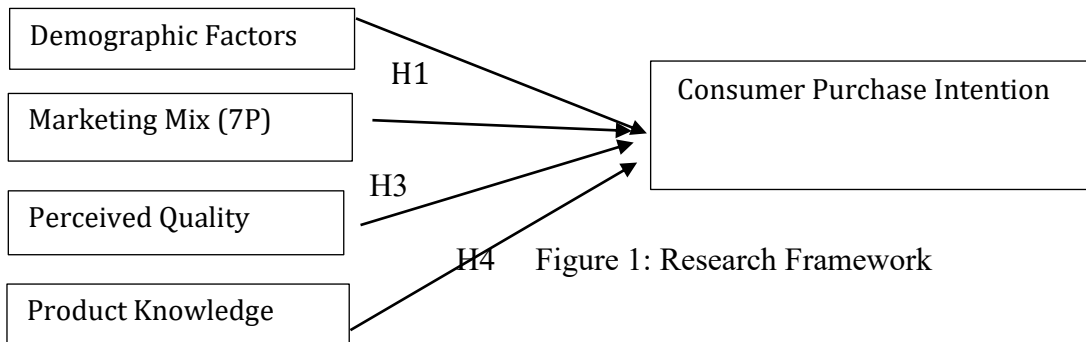 Demographic Factors
H1
Consumer Purchase Intention
Marketing Mix (7P)
H3
Perceived Quality
H4 Figure 1: Research Framework
Product Knowledge